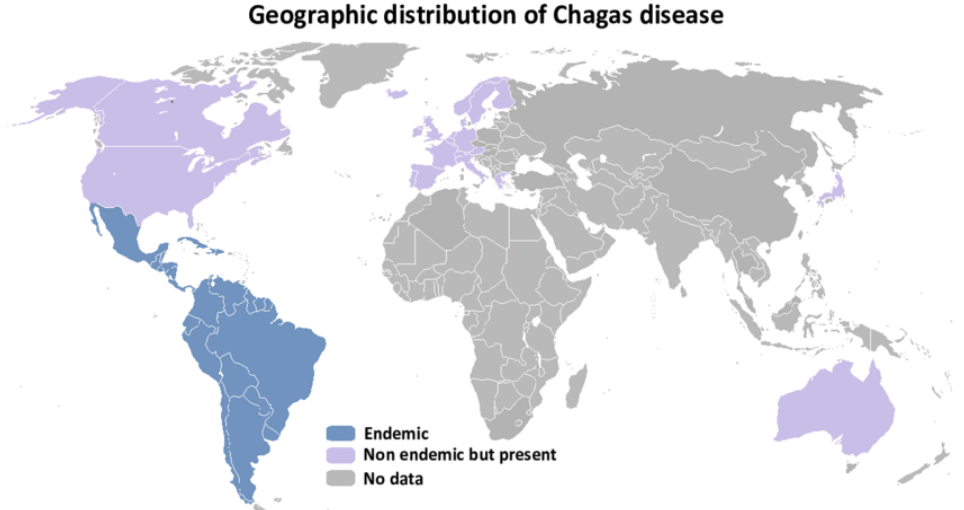 Geographic distribution of Chagas disease
Endemic
Non endemic but present
No data